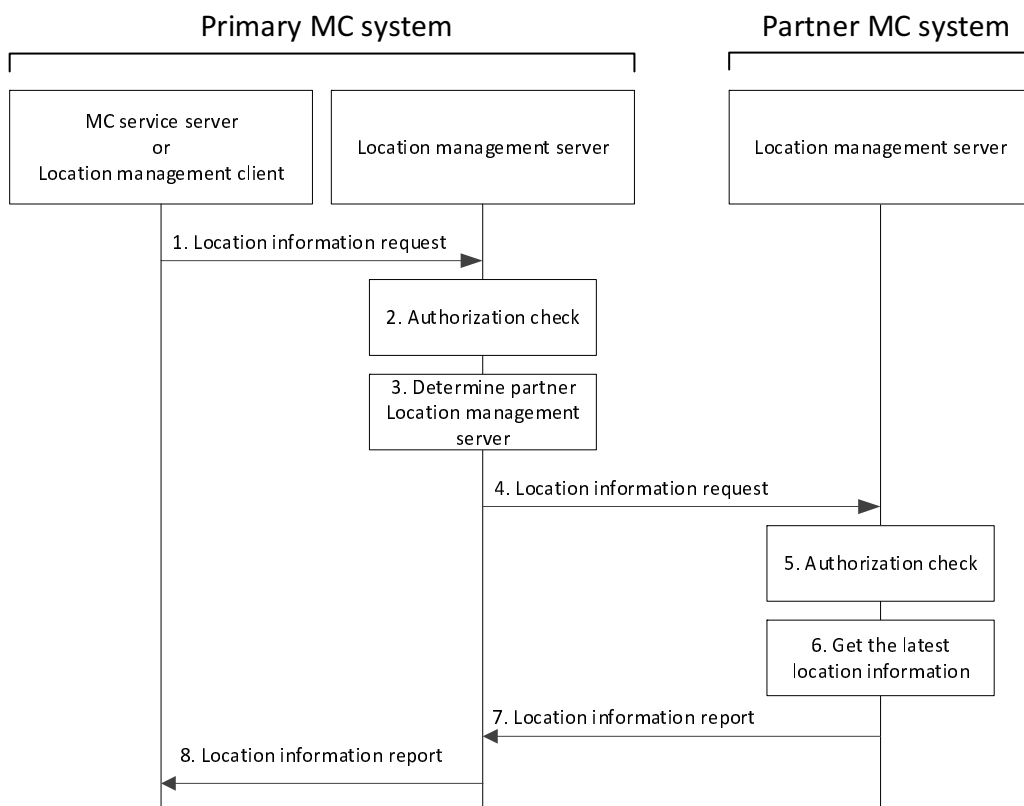 Primary MC system
Partner MC system
MC service server
or
Location management client
Location management server
Location management server
1. Location information request
2. Authorization check
3. Determine partner
Location management
server
4. Location information request
5. Authorization check
6. Get the latest
location information
7. Location information report
8. Location information report